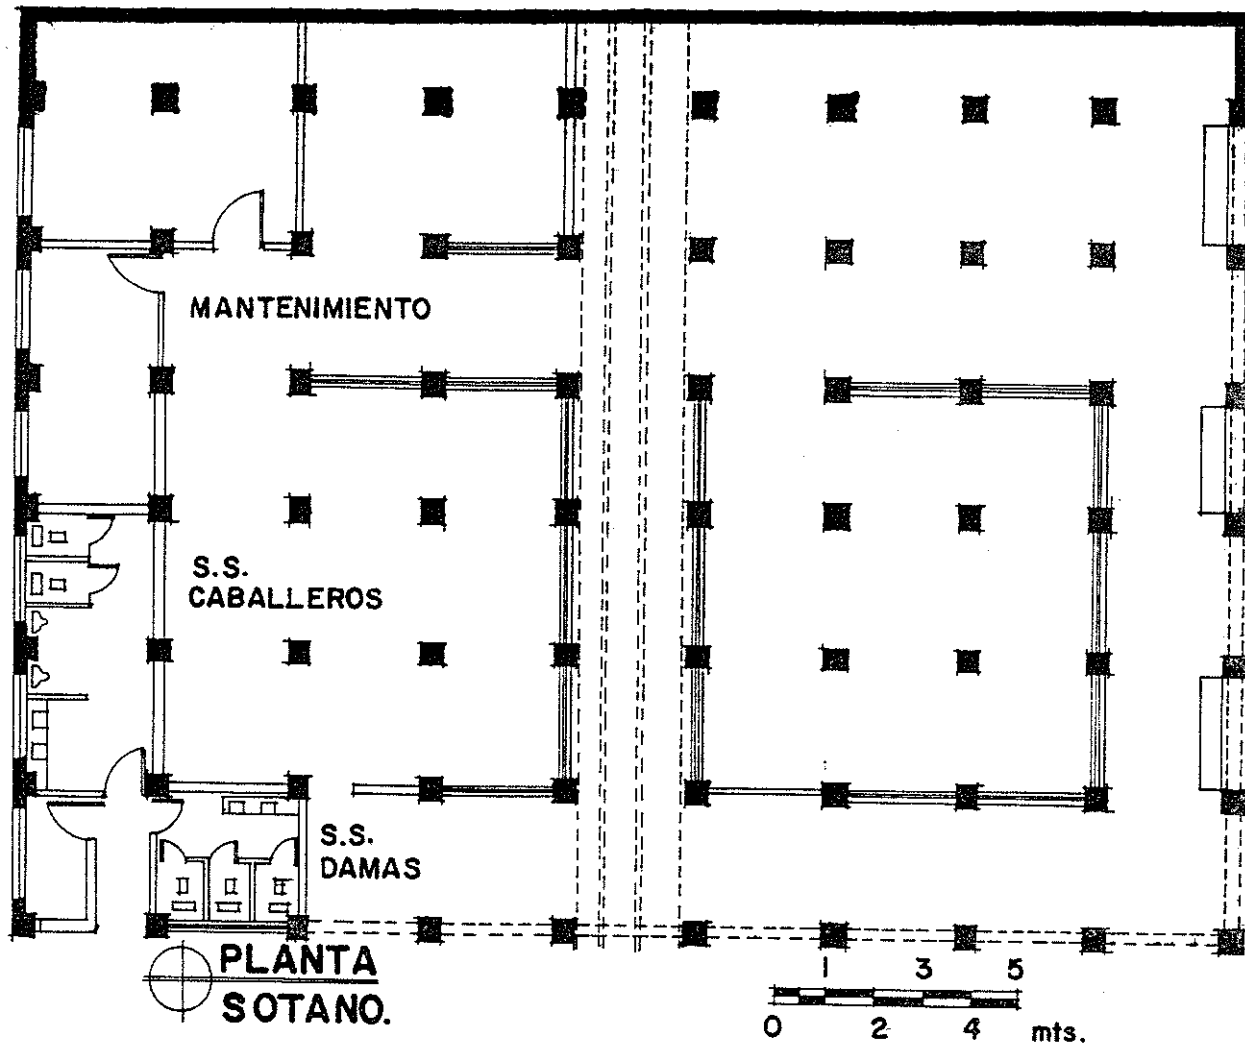 MANTENIMIENTO
S.S.
CABALLEROS
S.S.
DAMAS
PLANTA
SOTANO.
1 3 5
0 2 4 mts.